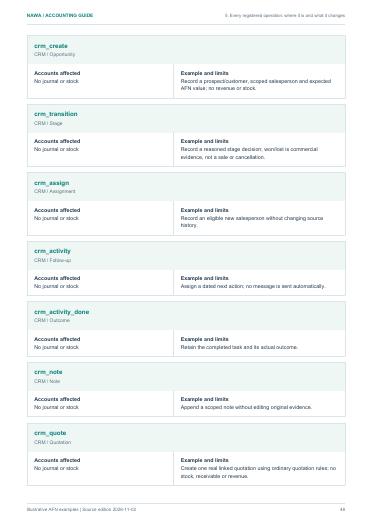 NAWA / ACCOUNTING GUIDE
5. Every registered operation: where it is and what it changes
crm_create
CRM / Opportunity
Accounts affected
No journal or stock
Example and limits
Record a prospect/customer, scoped salesperson and expected
AFN value; no revenue or stock.
crm_transition
CRM / Stage
Accounts affected
No journal or stock
Example and limits
Record a reasoned stage decision; won/lost is commercial
evidence, not a sale or cancellation.
crm_assign
CRM / Assignment
Accounts affected
No journal or stock
Example and limits
Record an eligible new salesperson without changing source
history.
crm_activity
CRM / Follow-up
Accounts affected
No journal or stock
Example and limits
Assign a dated next action; no message is sent automatically.
crm_activity_done
CRM / Outcome
Accounts affected
No journal or stock
Example and limits
Retain the completed task and its actual outcome.
crm_note
CRM / Note
Accounts affected
No journal or stock
Example and limits
Append a scoped note without editing original evidence.
crm_quote
CRM / Quotation
Accounts affected
No journal or stock
Example and limits
Create one real linked quotation using ordinary quotation rules; no
stock, receivable or revenue.
Illustrative AFN examples | Source edition